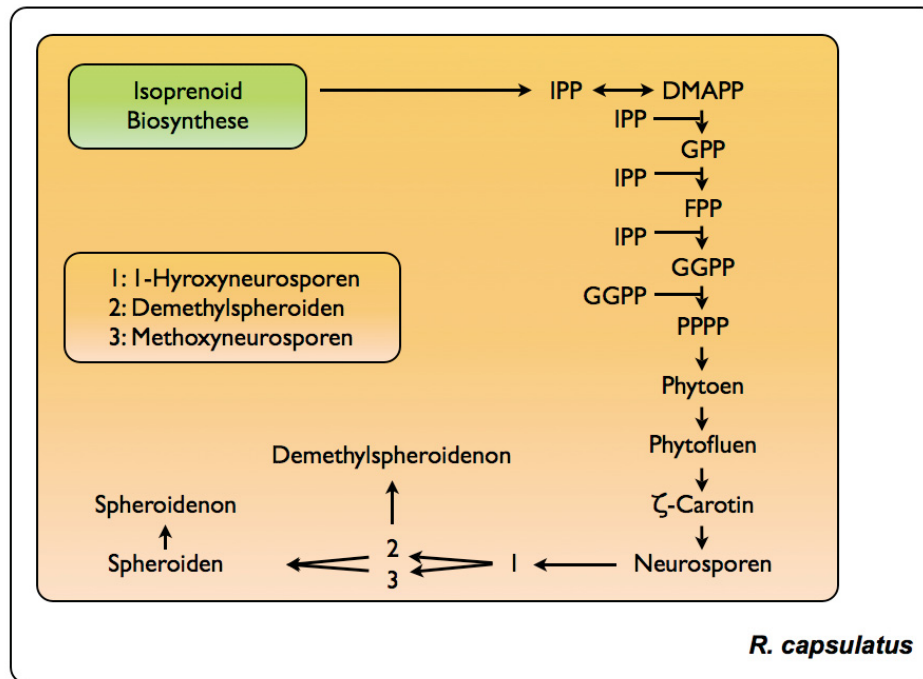 Isoprenoid
Biosynthese
IPP DMAPP
IPP
GPP
IPP
FPP
IPP
GGPP
GGPP
PPPP
1: 1-Hyroxyneurosporen
2: Demethylspheroiden
3: Methoxyneurosporen
Phytoen
Phytofluen
Demethylspheroidenon
Spheroidenon
ζ-Carotin
Spheroiden
2
3
1
Neurosporen
R. capsulatus